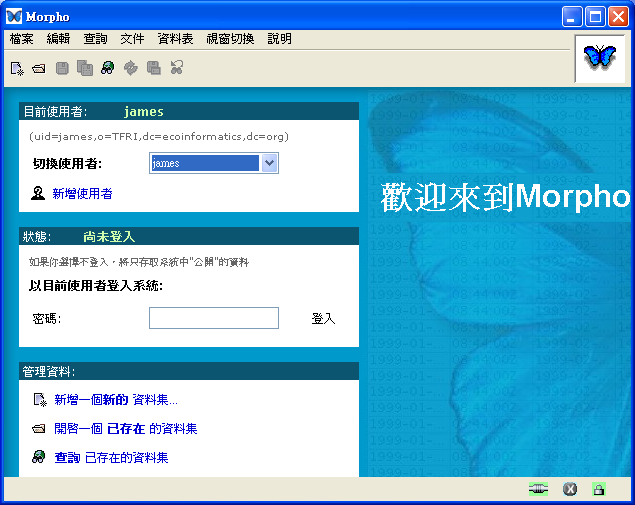 Morpho
檔案 編輯 查詢 文件 資料表 視窗切換 說明
目前使用者: james
(uid=james,o=TFRI,dc=ecoinformatics,dc=org)
切換使用者: james
新增使用者
歡迎來到Morpho
狀態: 尚未登入
如果你選擇不登入，將只存取系統中"公開"的資料
以目前使用者登入系統:
密碼: 登入
管理資料:
新增一個新的 資料集...
開啓一個 已存在 的資料集
查詢 已存在的資料集